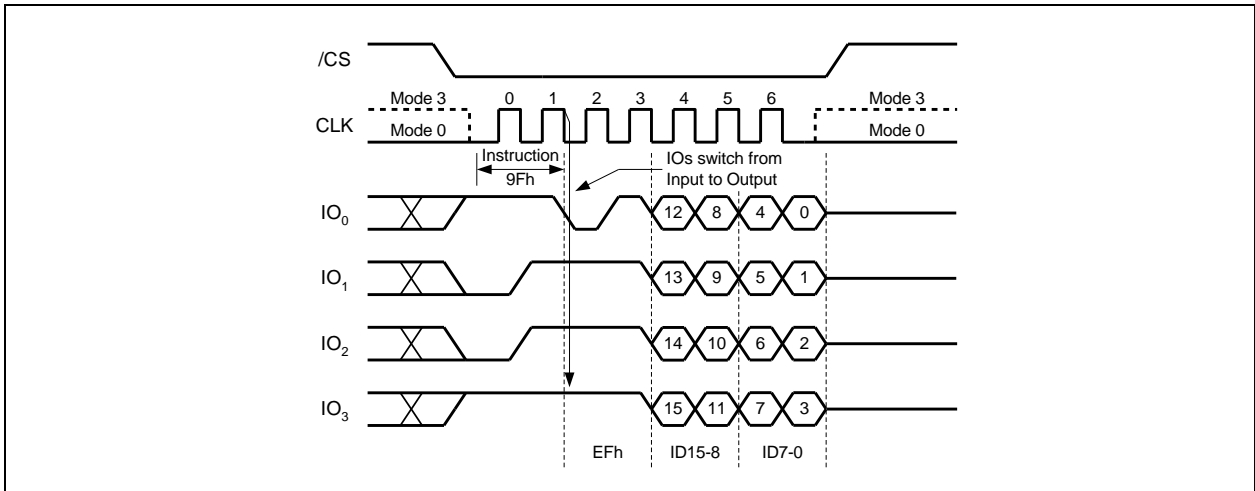 /CS
Mode 3 0 1 2 3 4 5 6 Mode 3
CLK
Mode 0 Mode 0
Instruction
9Fh
IOs switch from
Input to Output
IO0 12 8 4 0
IO1 13 9 5 1
IO2 14 10 6 2
IO3 15 11 7 3
EFh ID15-8 ID7-0